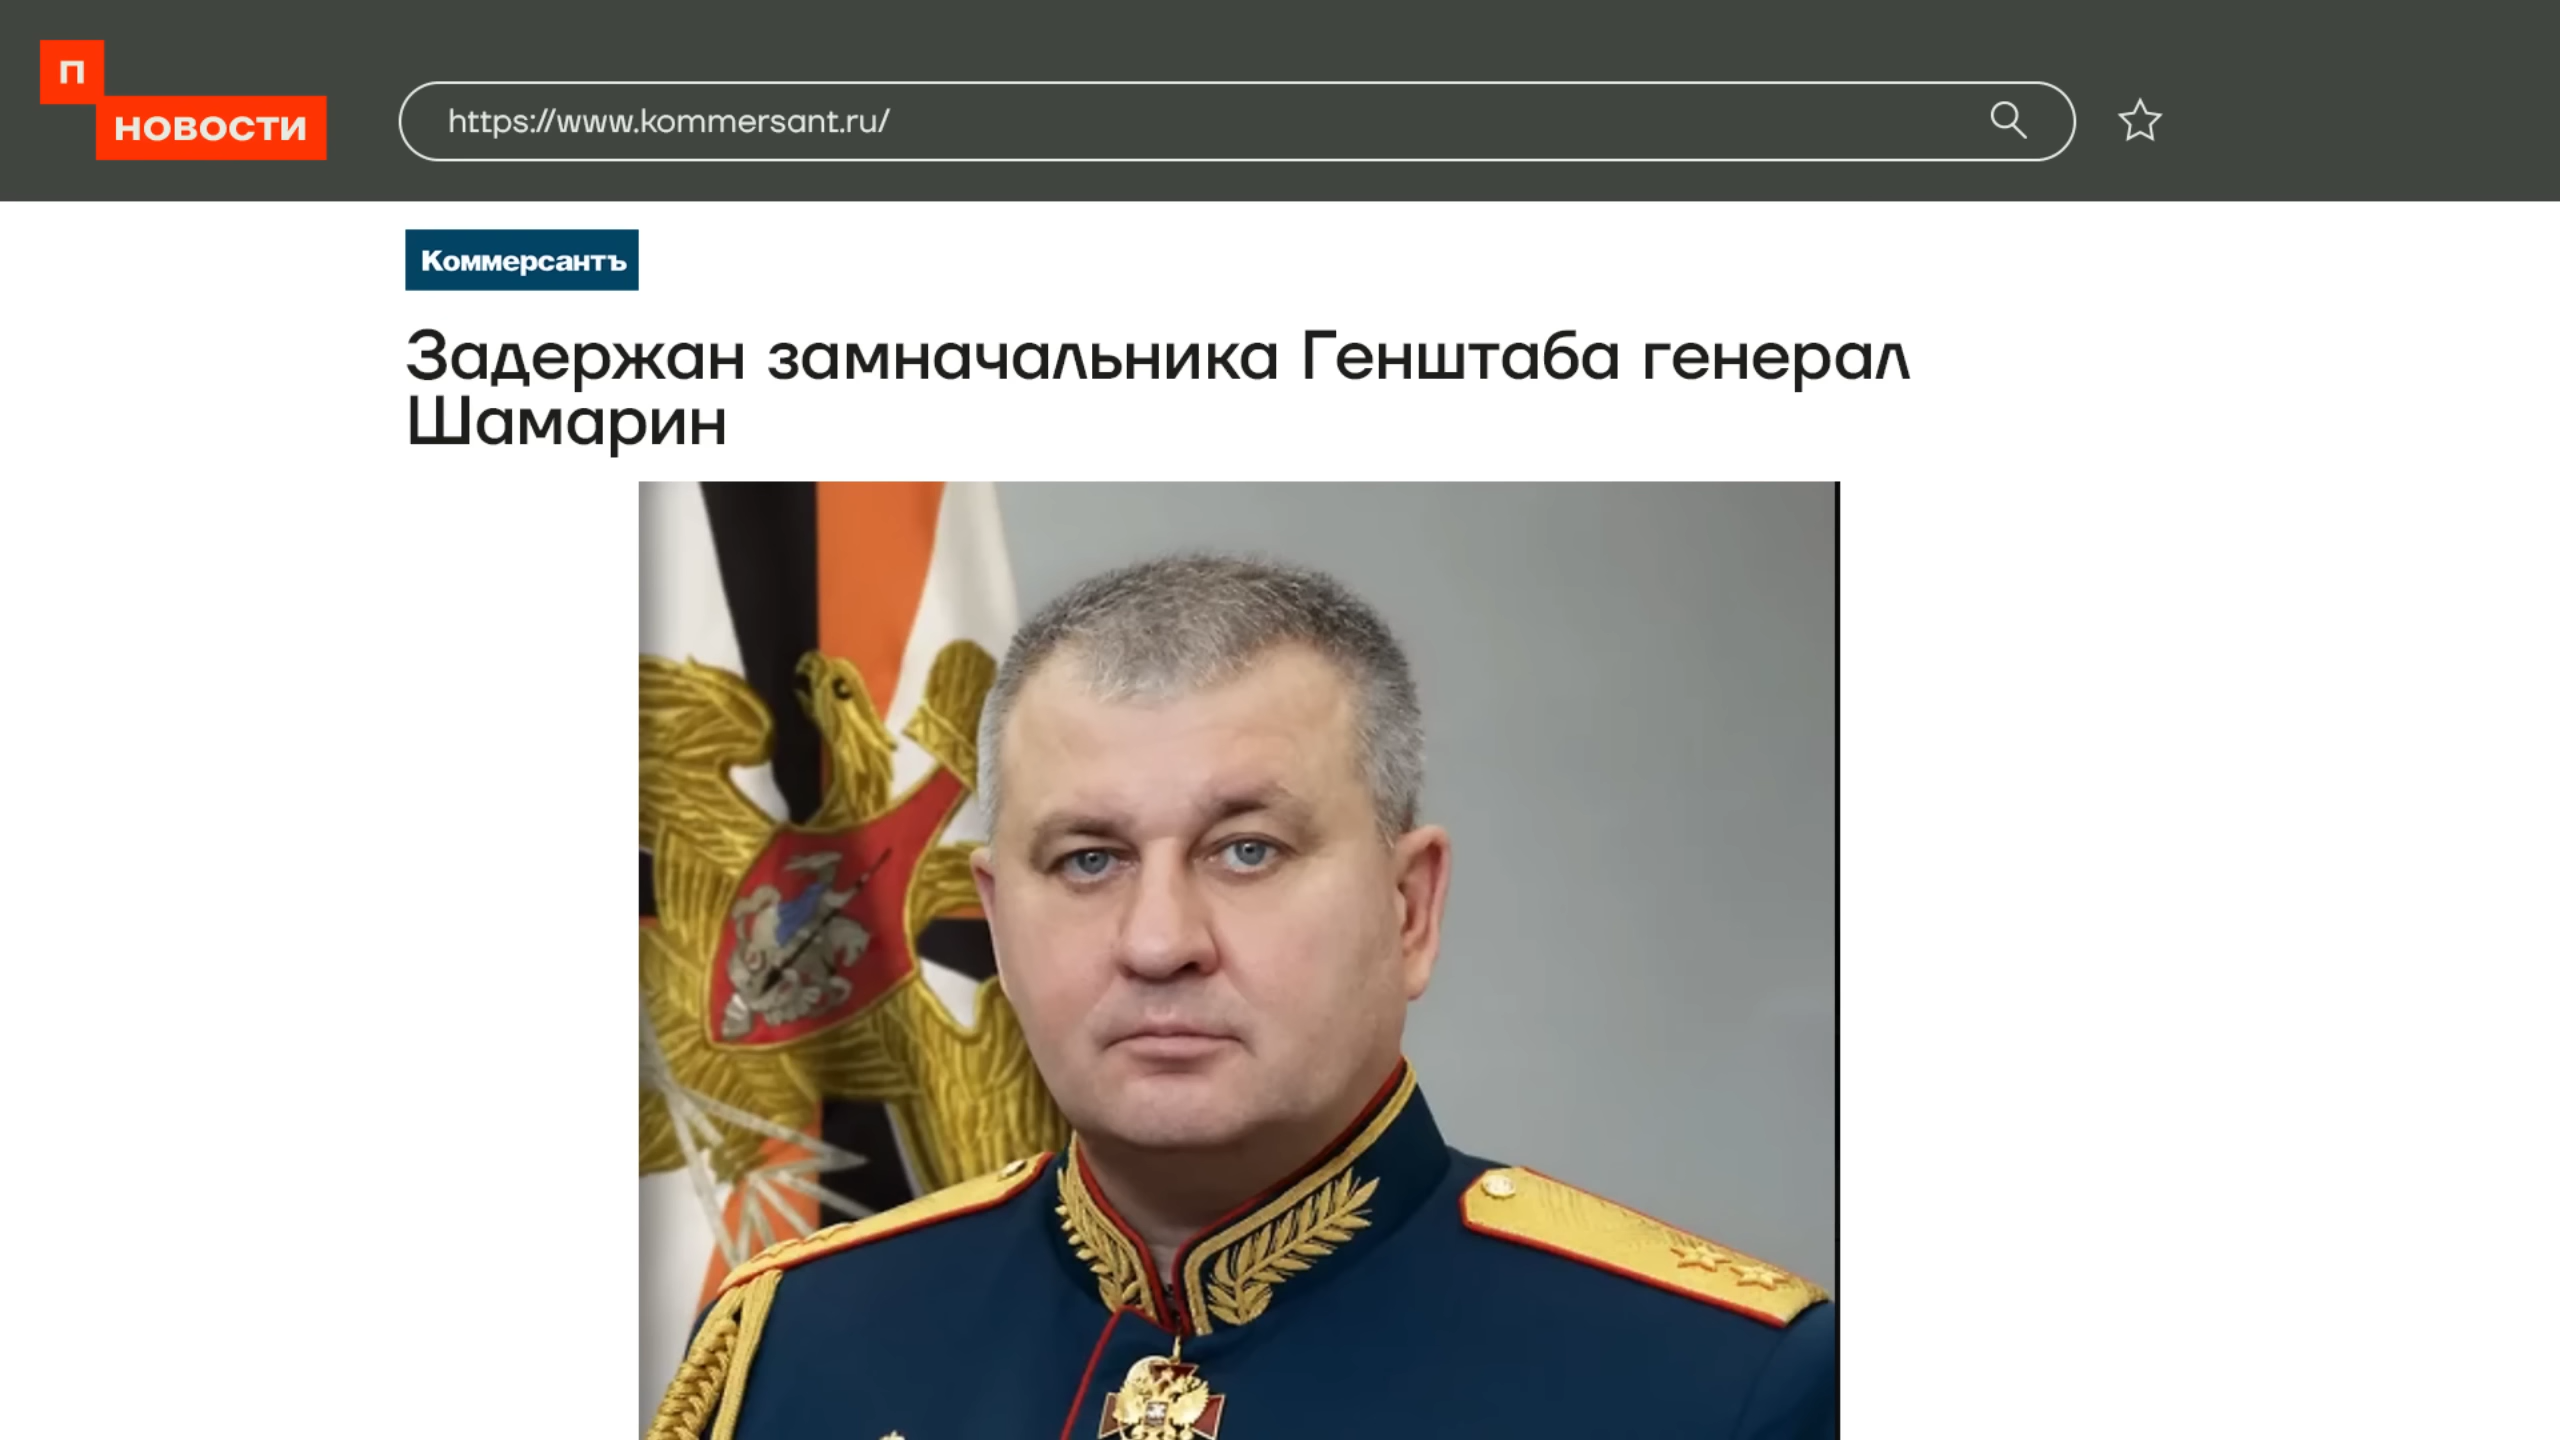 П
НОВОСТИ
https://www.kommersant.ru/
Коммерсантъ
Задержан замначальника Генштаба генерал
Шамарин